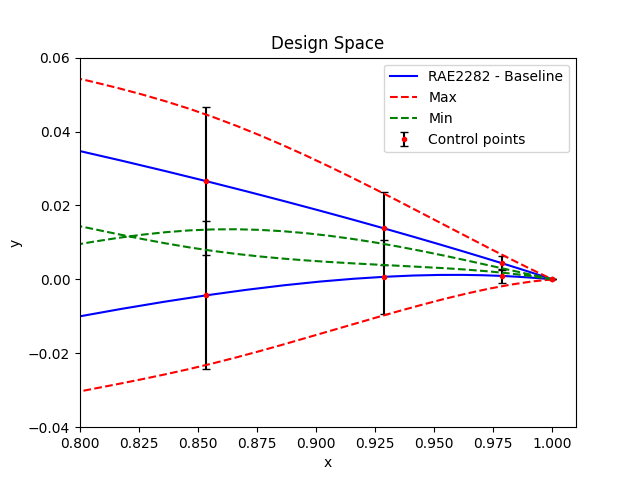 Design Space
RAE2282 - Baseline
Max
Min
Control points
0.06
0.04
0.02
0.00
−0.02
−0.04
y
0.800 0.825 0.850 0.875 0.900 0.925 0.950 0.975 1.000
x